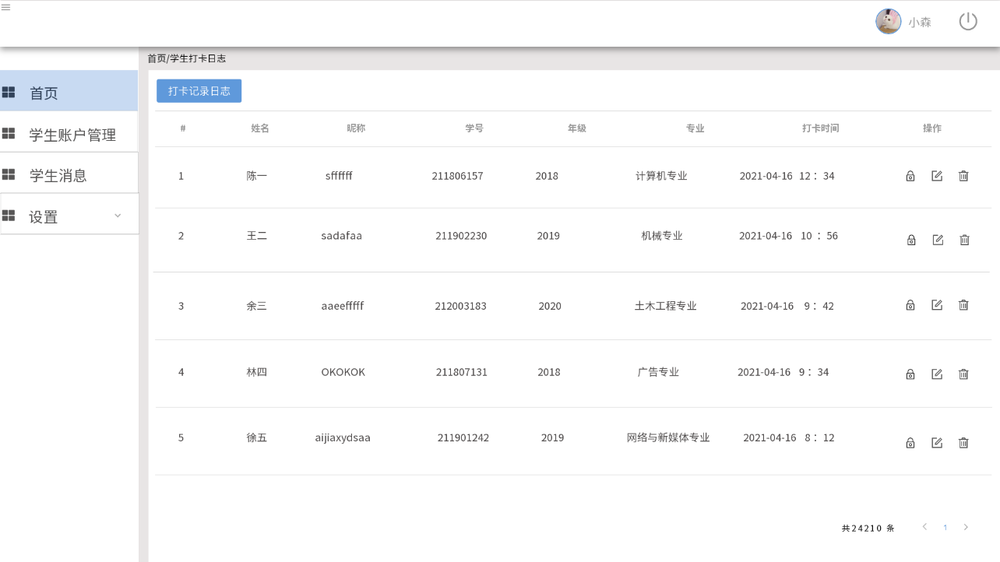 小森
首页/学生打卡日志
首页
学生账户管理
学生消息
设置
打卡记录日志
# 姓名 昵称 学号 年级 专业 打卡时间 操作
1 陈一 sffffff 211806157 2018 计算机专业 2021-04-16 12： 34
2 王二 sadafaa 211902230 2019 机械专业 2021-04-16 10 ： 56
3 余三 aaeefffff 212003183 2020 土木工程专业 2021-04-16 9： 42
4 林四 OKOKOK 211807131 2018 广告专业 2021-04-16 9： 34
5 徐五 aijiaxydsaa 211901242 2019 网络与新媒体专业 2021-04-16 8： 12
共24210 条 1